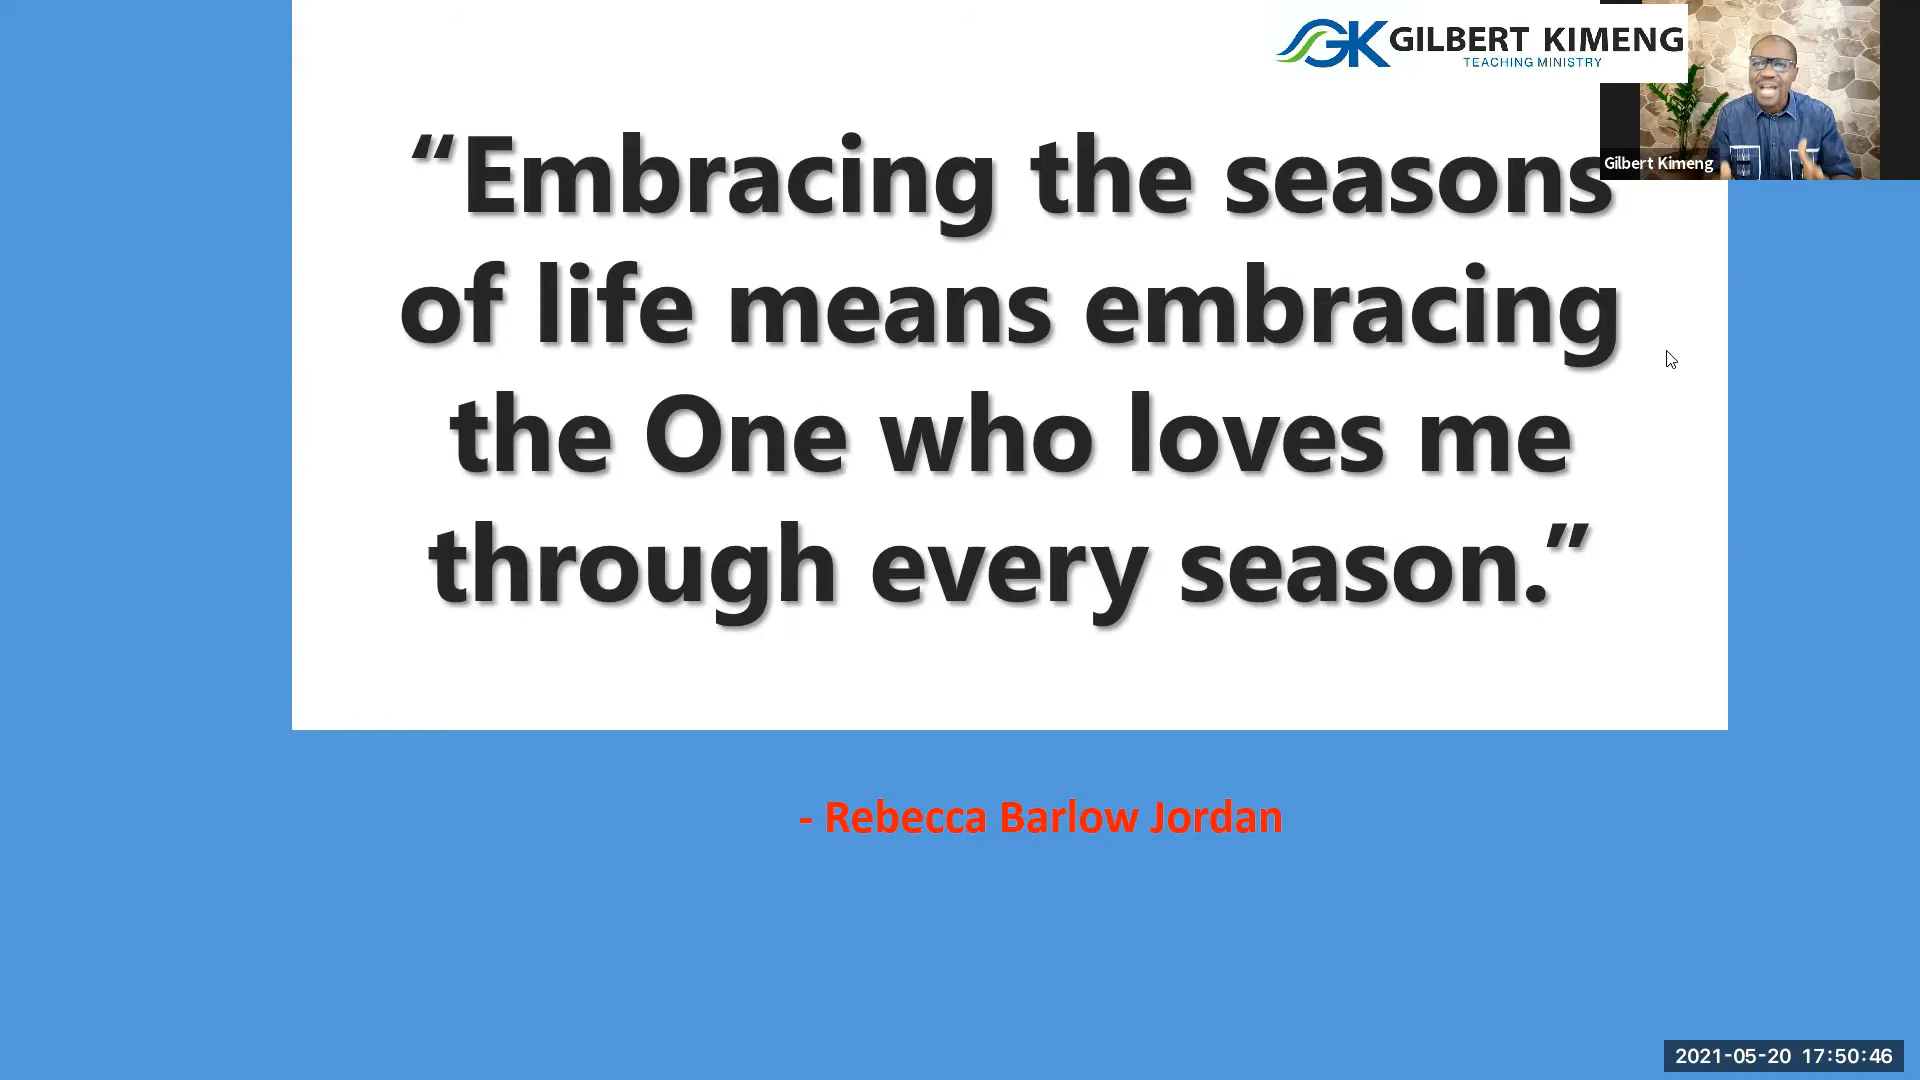 GK GILBERT KIMENG
TEACHING MINISTRY
Gilbert Kimeng
“Embracing the seasons
of life means embracing
the One who loves me
through every season.”
- Rebecca Barlow Jordan
2021-05-20 17:50:46